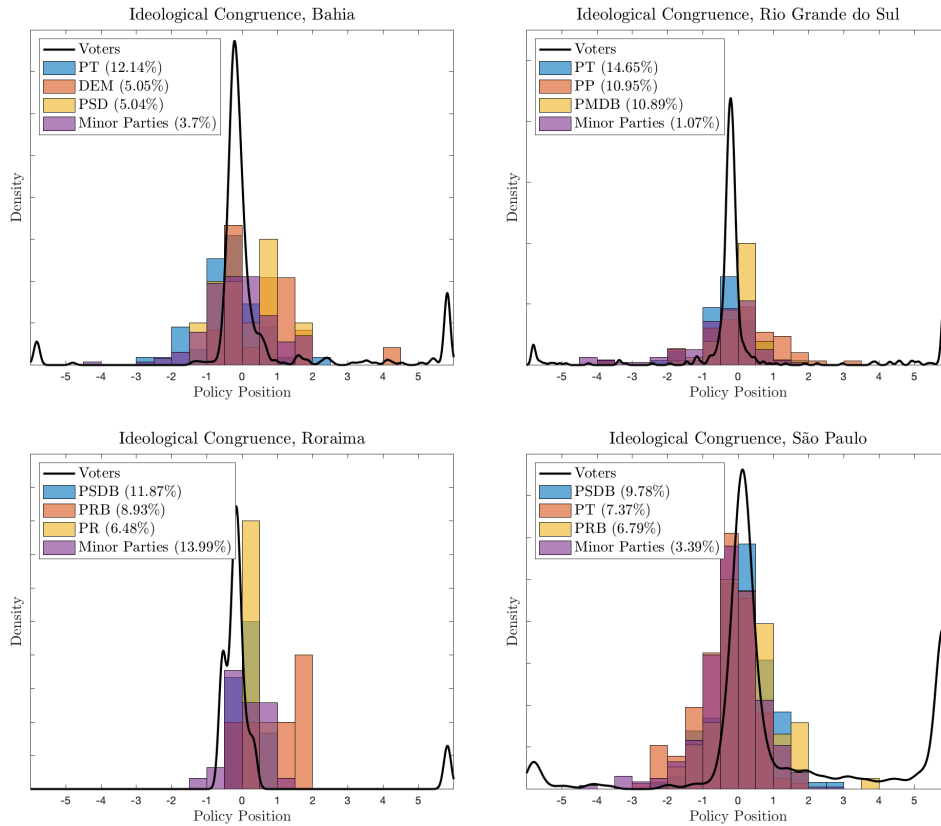 Ideological Congruence, Bahia
Voters
PT (12.14%)
DEM (5.05%)
PSD (5.04%)
Minor Parties (3.7%)
Density
-5 -4 -3 -2 -1 0 1 2 3 4 5
Policy Position
Ideological Congruence, Rio Grande do Sul
Voters
PT (14.65%)
PP (10.95%)
PMDB (10.89%)
Minor Parties (1.07%)
Density
-5 -4 -3 -2 -1 0 1 2 3 4 5
Policy Position
Ideological Congruence, Roraima
Voters
PSDB (11.87%)
PRB (8.93%)
PR (6.48%)
Minor Parties (13.99%)
Density
-5 -4 -3 -2 -1 0 1 2 3 4 5
Policy Position
Ideological Congruence, São Paulo
Voters
PSDB (9.78%)
PT (7.37%)
PRB (6.79%)
Minor Parties (3.39%)
Density
-5 -4 -3 -2 -1 0 1 2 3 4 5
Policy Position